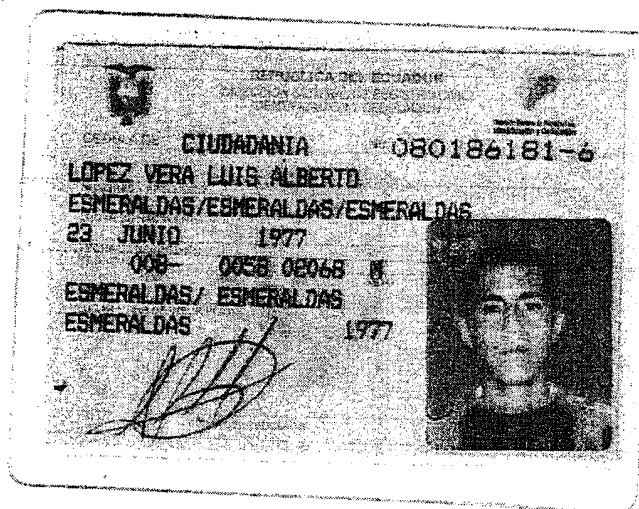 REPUBLICA DEL ECUADOR
CIUDADANIA 080186181-6
LOPEZ VERA LUIS ALBERTO
ESMERALDAS/ESMERALDAS/ESMERALDAS
23 JUNIO 1977
008- 0058 02068 M
ESMERALDAS/ ESMERALDAS
ESMERALDAS 1977